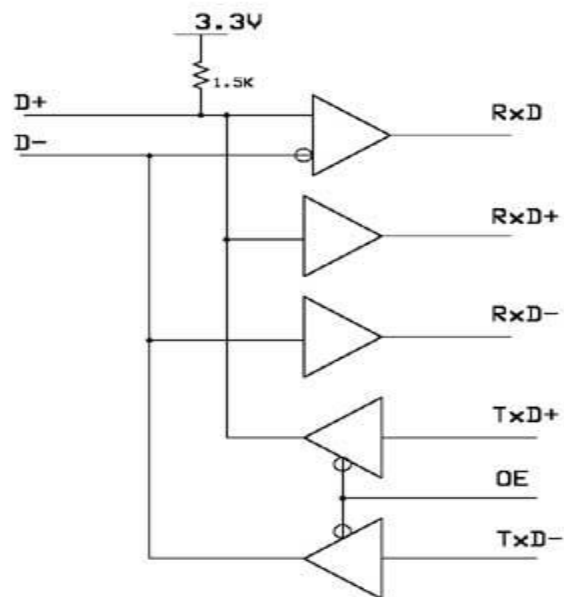 3.3V
1.5K
D+
D-
RxD
RxD+
RxD-
TxD+
OE
TxD-